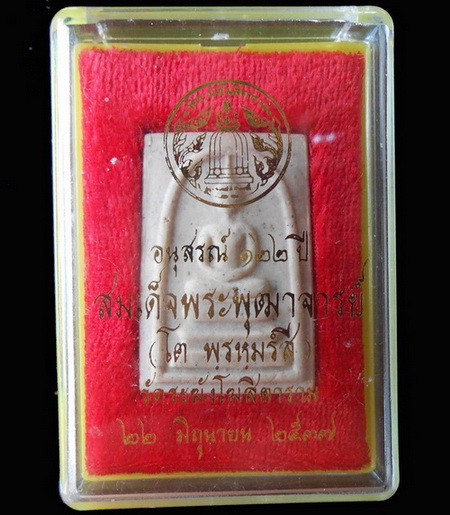 อนุสรณ์ ๑๒๒ ปี
สมเด็จพระพุฒาจารย์
(โต พรหฺมรํสี)
วัดระฆังโฆสิตาราม
๒๒ มิถุนายน ๒๕๓๗